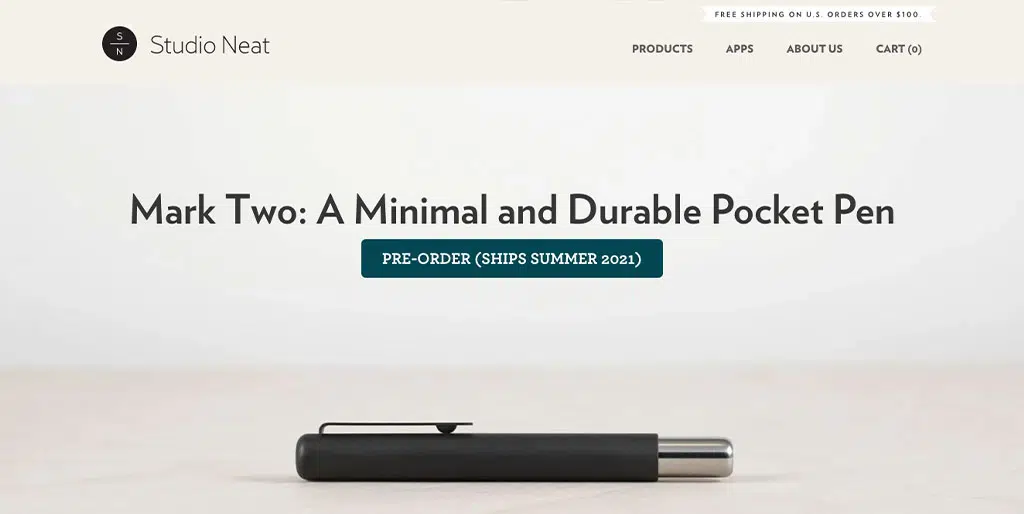 FREE SHIPPING ON U.S. ORDERS OVER $100.
S
N
Studio Neat
PRODUCTS APPS ABOUT US CART (0)
Mark Two: A Minimal and Durable Pocket Pen
PRE-ORDER (SHIPS SUMMER 2021)